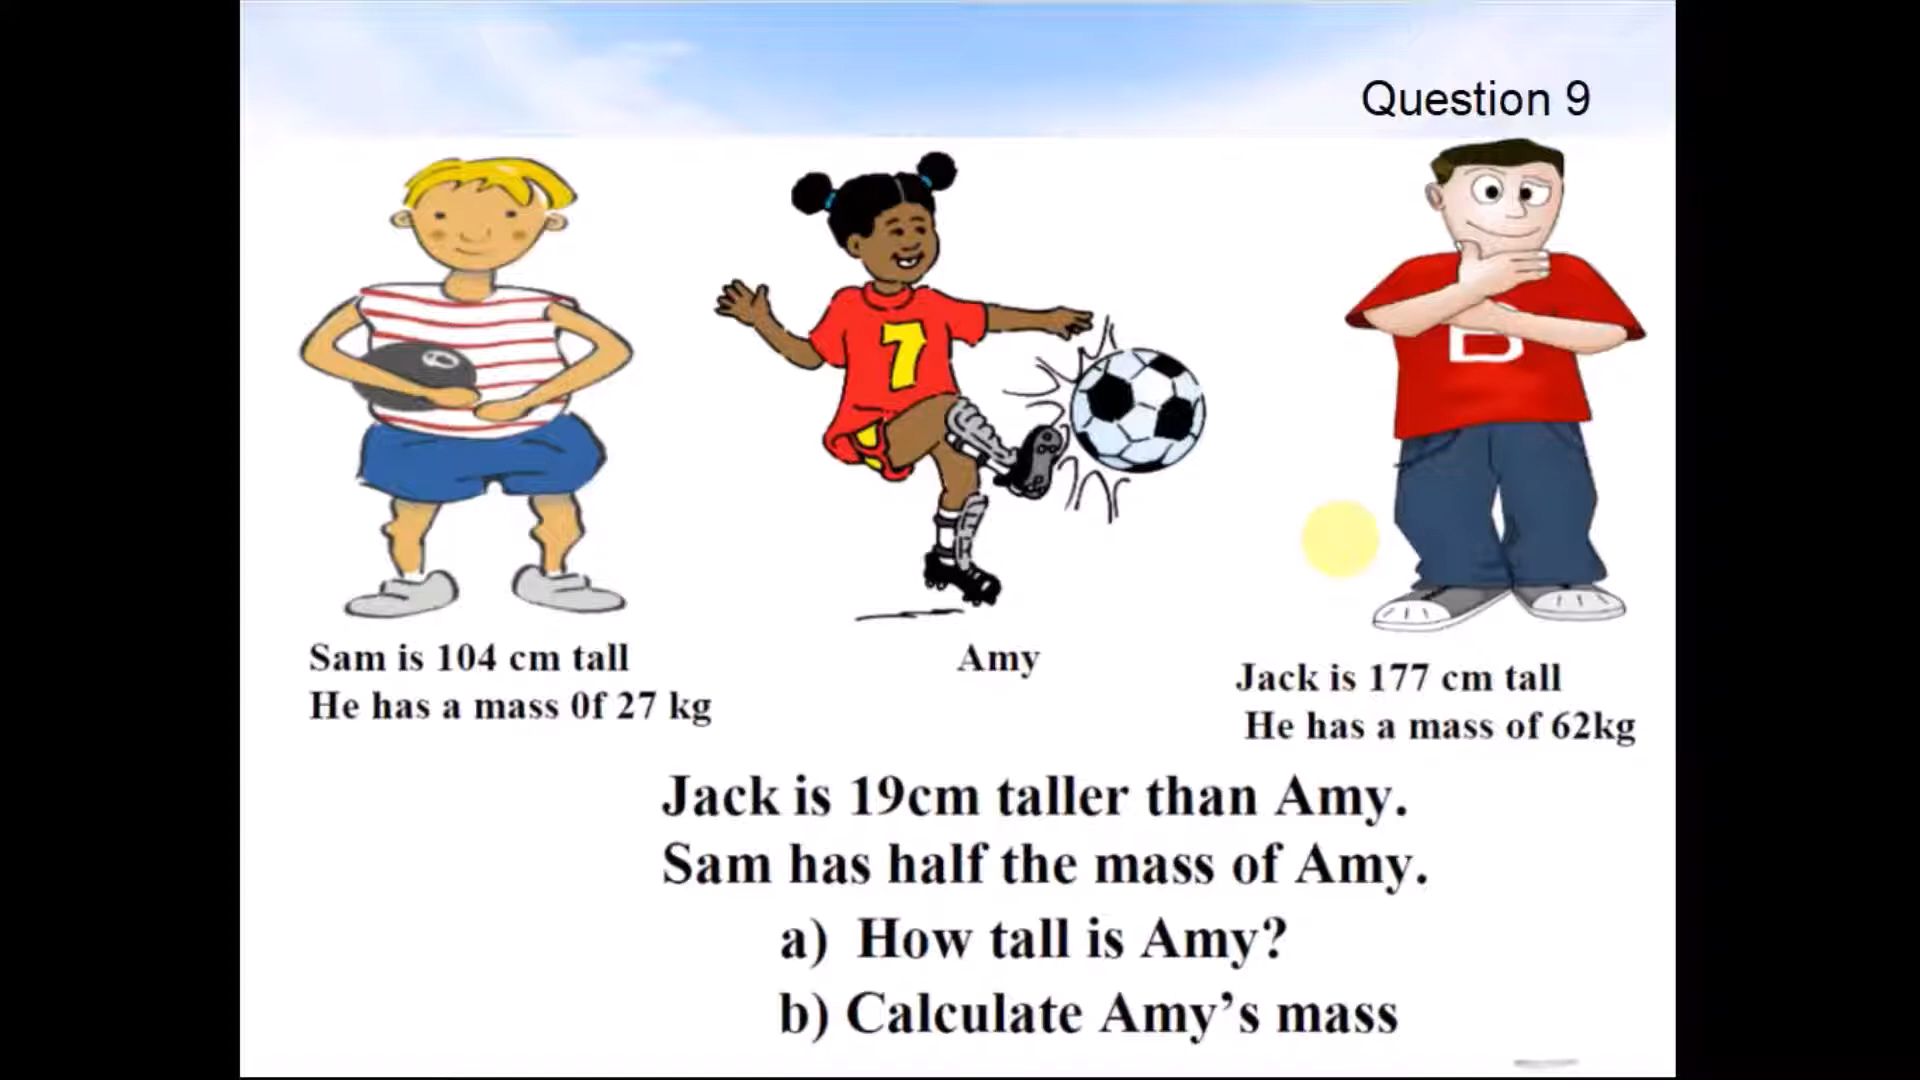 Question 9
7
B
Sam is 104 cm tall
He has a mass 0f 27 kg
Amy
Jack is 177 cm tall
He has a mass of 62kg
Jack is 19cm taller than Amy.
Sam has half the mass of Amy.
a) How tall is Amy?
b) Calculate Amy’s mass